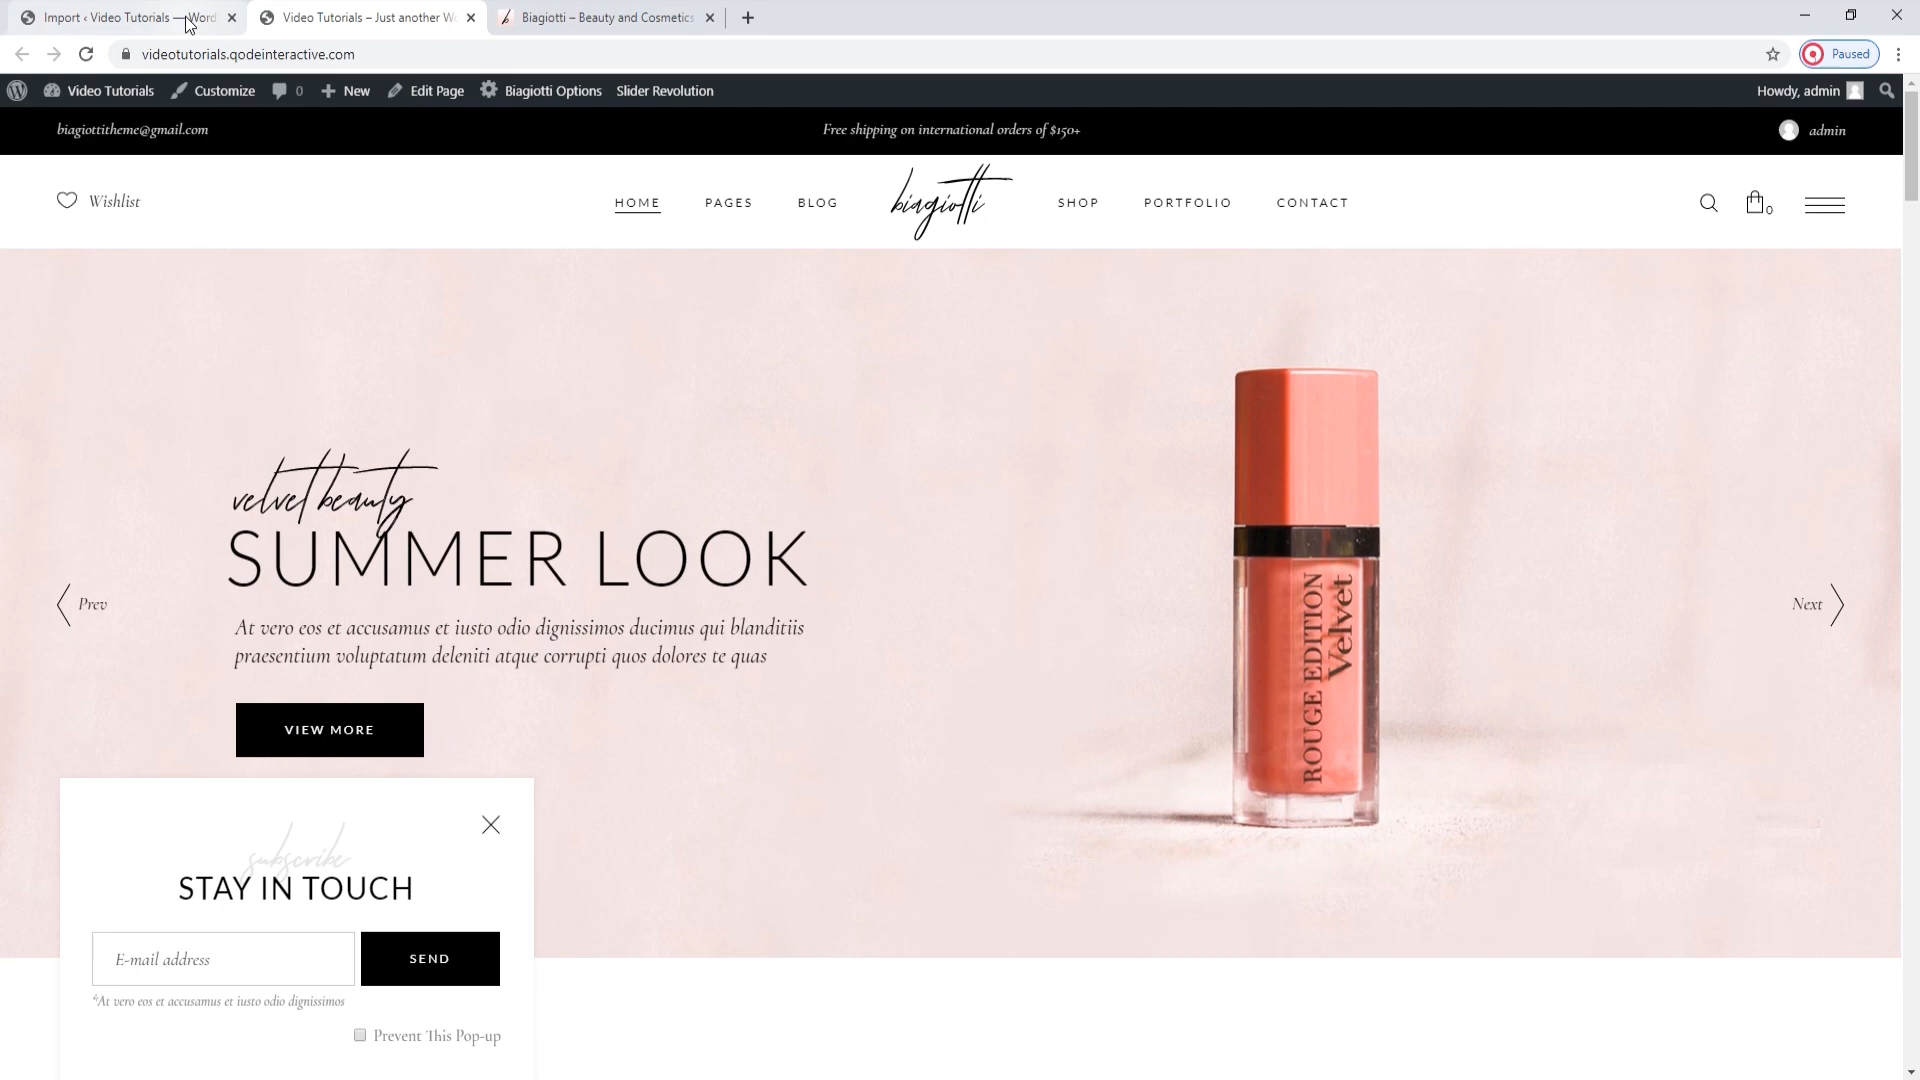 Import ‹ Video Tutorials — Word
Video Tutorials – Just another W
Biagiotti – Beauty and Cosmetics
videotutorials.qodeinteractive.com
Paused
Video Tutorials
Customize
0
New
Edit Page
Biagiotti Options
Slider Revolution
Howdy, admin
biagiottitheme@gmail.com
Free shipping on international orders of $150+
admin
Wishlist
HOME
PAGES
BLOG
biagiotti
SHOP
PORTFOLIO
CONTACT
0
velvet beauty
SUMMER LOOK
At vero eos et accusamus et iusto odio dignissimos ducimus qui blanditiis
praesentium voluptatum deleniti atque corrupti quos dolores te quas
Prev
Next
VIEW MORE
ROUGE EDITION
Velvet
subscribe
STAY IN TOUCH
E-mail address
SEND
*At vero eos et accusamus et iusto odio dignissimos
Prevent This Pop-up